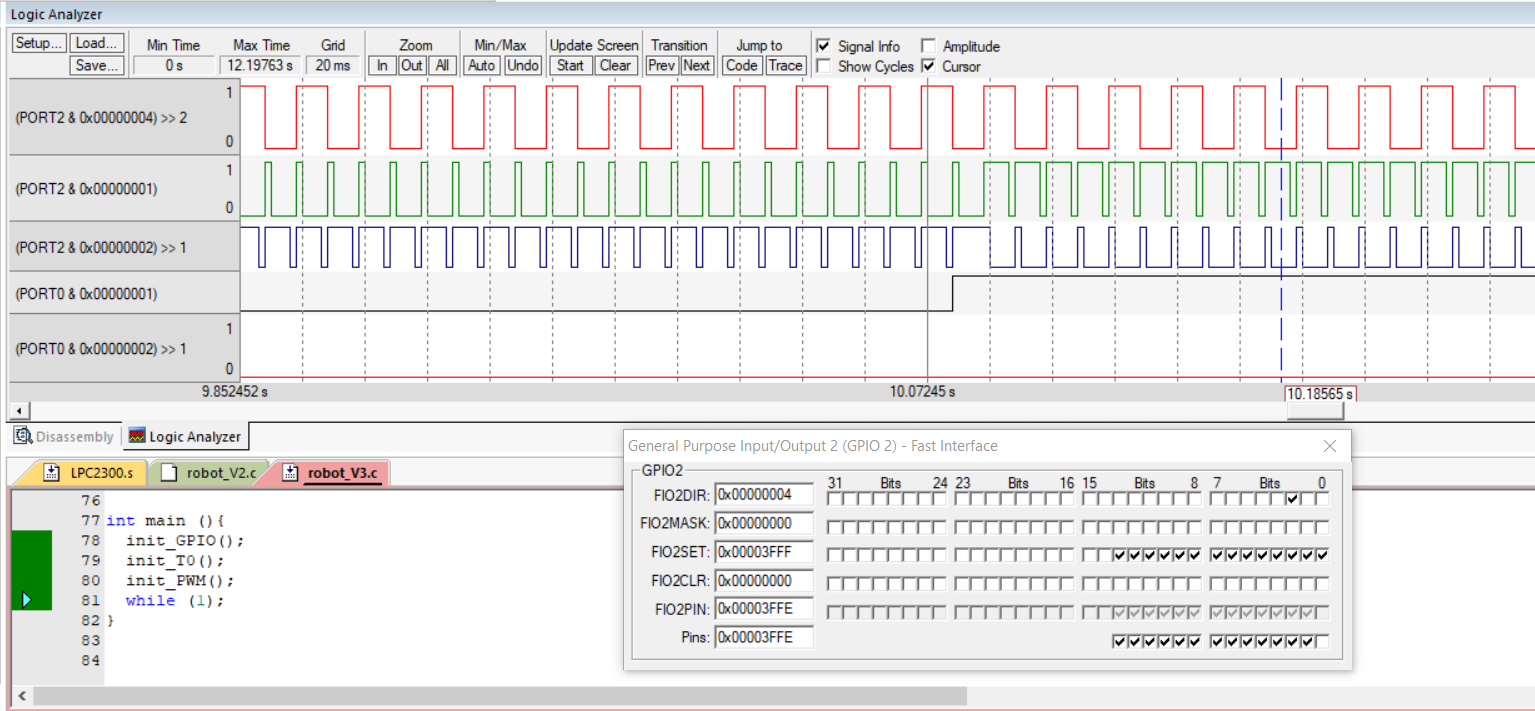 Logic Analyzer
Setup... Load... Min Time Max Time Grid Zoom Min/Max Update Screen Transition Jump to Signal Info Amplitude
Save... 0 s 12.19763 s 20 ms In Out All Auto Undo Start Clear Prev Next Code Trace Show Cycles Cursor
1
(PORT2 & 0x00000004) >> 2
0
1
(PORT2 & 0x00000001)
0
(PORT2 & 0x00000002) >> 1
(PORT0 & 0x00000001)
1
(PORT0 & 0x00000002) >> 1
0
9.852452 s 10.07245 s 10.18565 s
Disassembly Logic Analyzer
LPC2300.s robot_V2.c robot_V3.c
76
77 int main (){
78 init_GPIO();
79 init_T0();
80 init_PWM();
81 while (1);
82 }
83
84
General Purpose Input/Output 2 (GPIO 2) - Fast Interface
GPIO2
31 Bits 24 23 Bits 16 15 Bits 8 7 Bits 0
FIO2DIR: 0x00000004
FIO2MASK: 0x00000000
FIO2SET: 0x00003FFF
FIO2CLR: 0x00000000
FIO2PIN: 0x00003FFE
Pins: 0x00003FFE